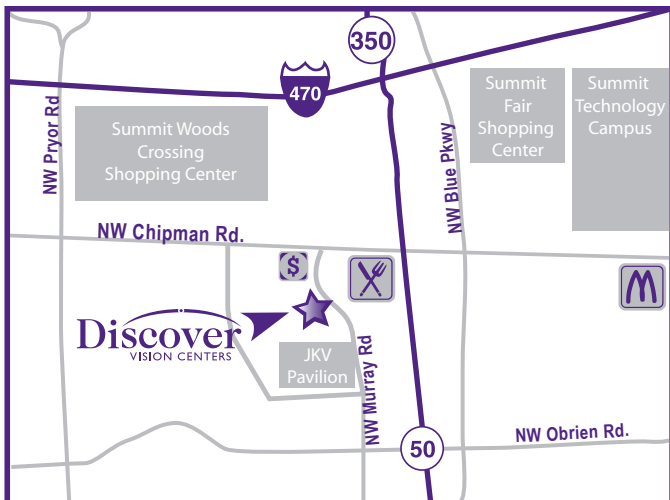 350
470
Summit Woods
Crossing
Shopping Center
Summit
Fair
Shopping
Center
Summit
Technology
Campus
NW Pryor Rd
NW Blue Pkwy
NW Chipman Rd.
$
Discover
VISION CENTERS
JKV
Pavilion
NW Murray Rd
50
NW Obrien Rd.